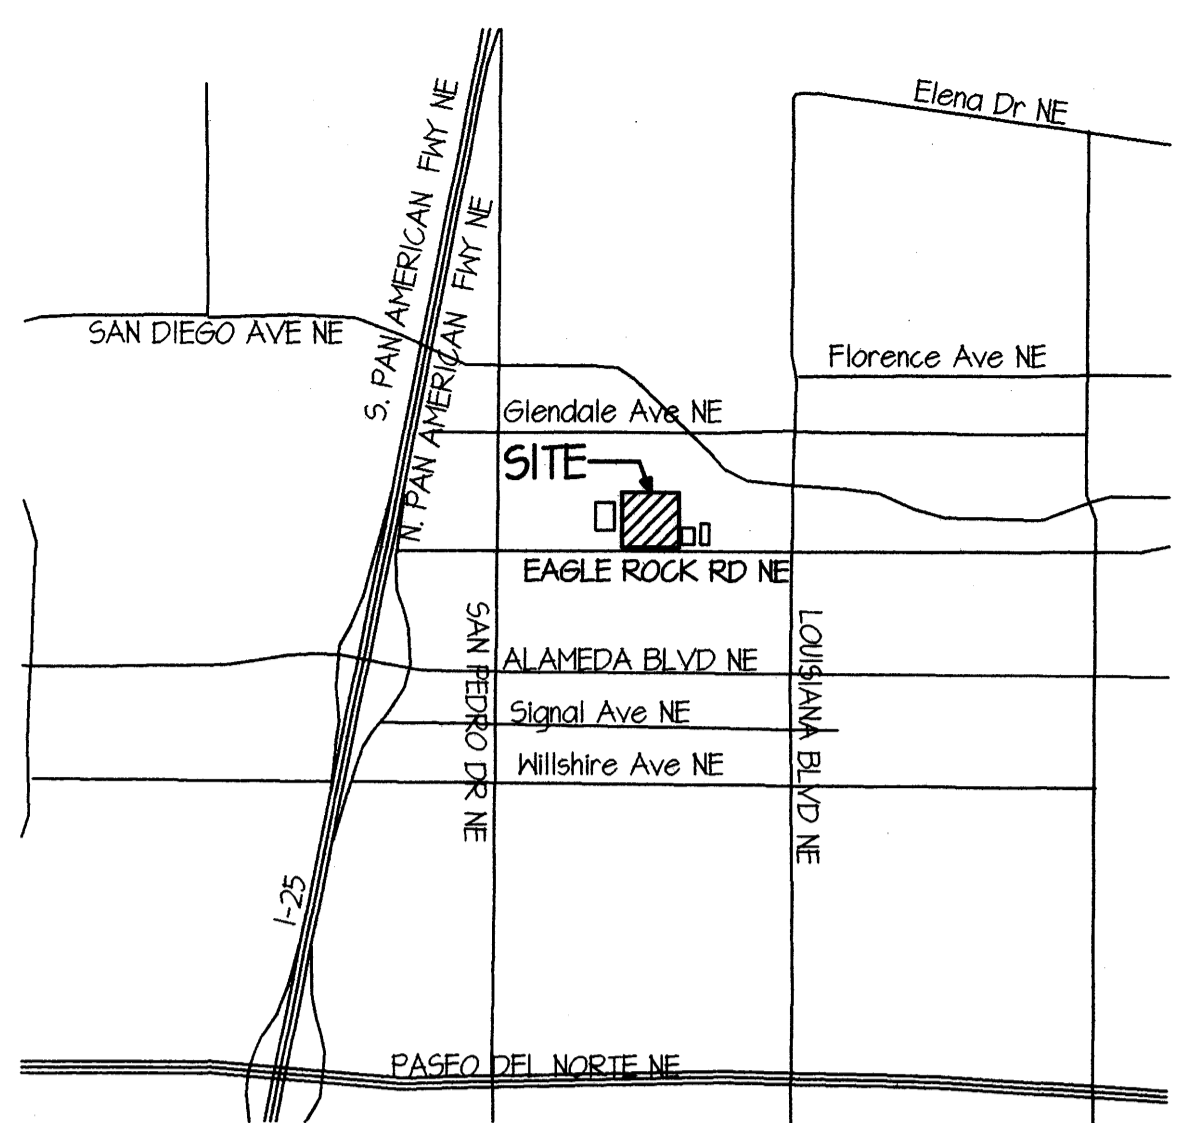 Elena Dr NE
S. PAN AMERICAN FWY NE
N. PAN AMERICAN FWY NE
SAN DIEGO AVE NE
Florence Ave NE
Glendale Ave NE
SITE
EAGLE ROCK RD NE
SAN PEDRO DR NE
LOUISIANA BLVD NE
ALAMEDA BLVD NE
Signal Ave NE
Willshire Ave NE
I-25
PASEO DEL NORTE NE